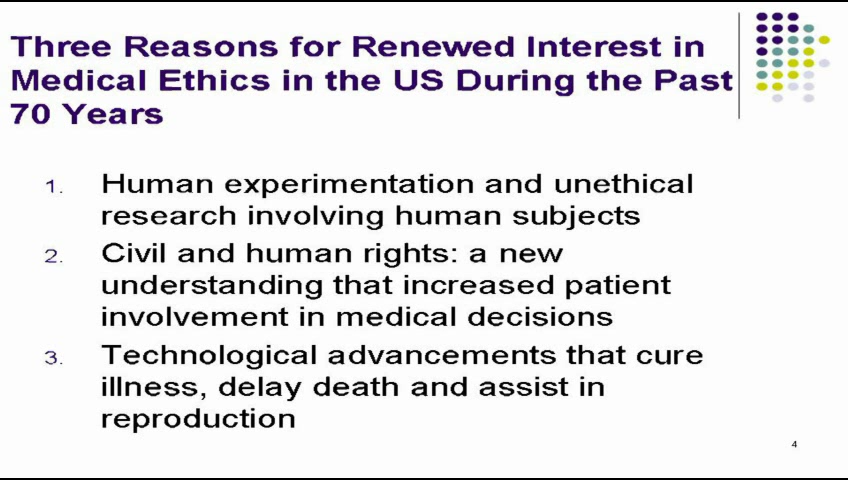 Three Reasons for Renewed Interest in
Medical Ethics in the US During the Past
70 Years
1. Human experimentation and unethical
research involving human subjects
2. Civil and human rights: a new
understanding that increased patient
involvement in medical decisions
3. Technological advancements that cure
illness, delay death and assist in
reproduction
4